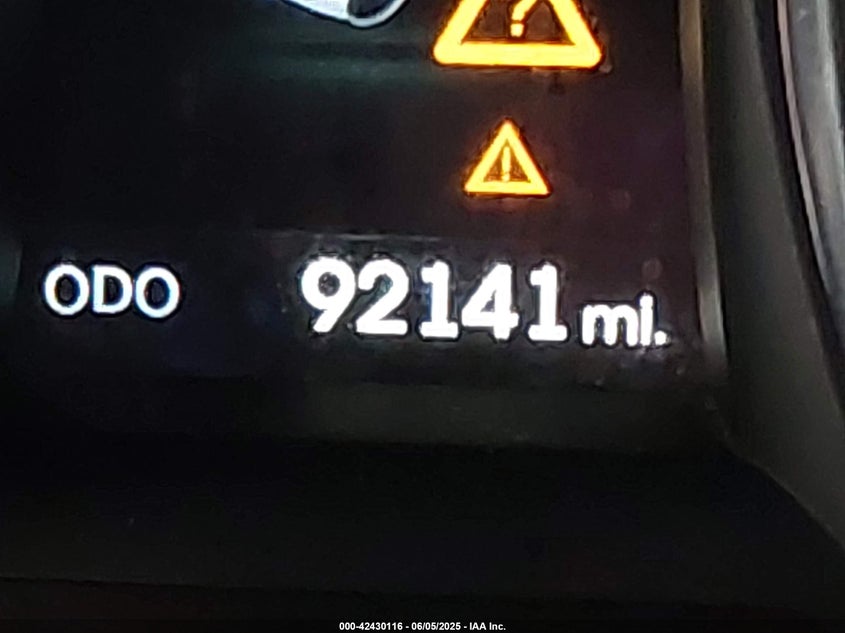 ODO 92141 mi.
000-42430116 - 06/05/2025 - IAA Inc.